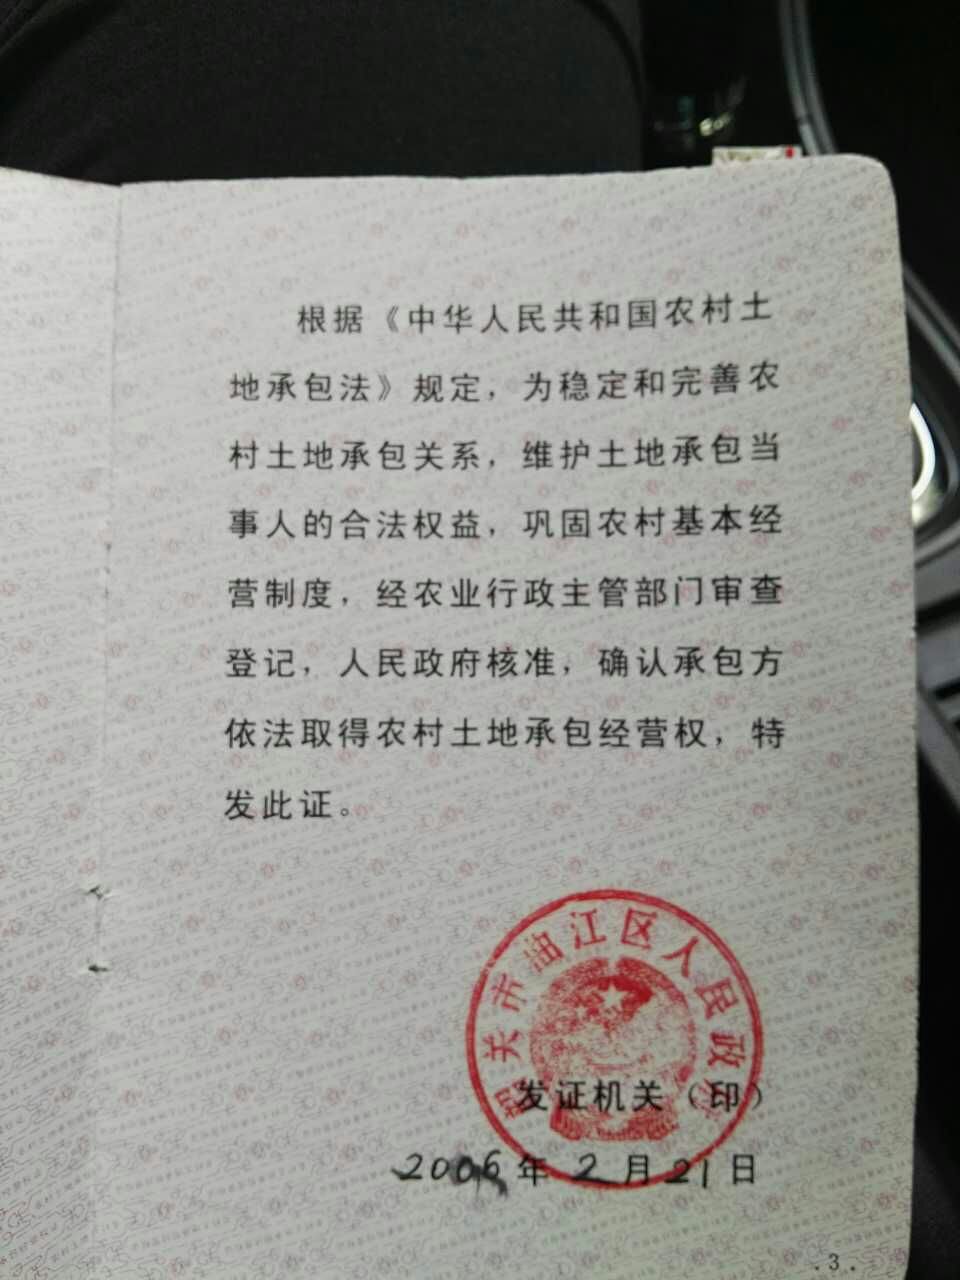 根据《中华人民共和国农村土
地承包法》规定，为稳定和完善农
村土地承包关系，维护土地承包当
事人的合法权益，巩固农村基本经
营制度，经农业行政主管部门审查
登记，人民政府核准，确认承包方
依法取得农村土地承包经营权，特
发此证。
韶关市曲江区人民政府
发证机关（印）
2006年2月21日
.3.